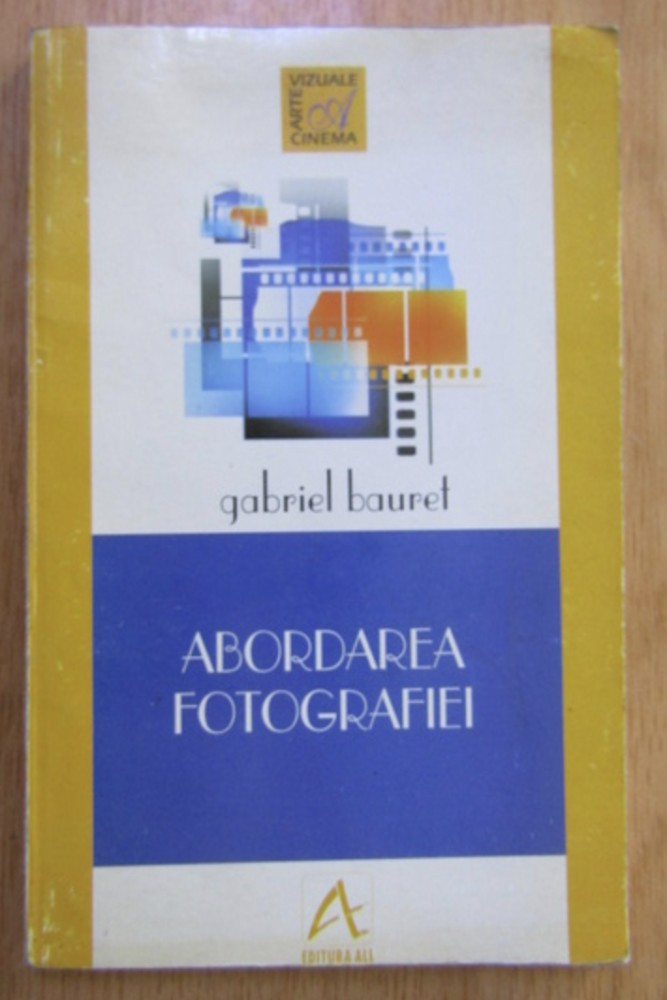 VIZUALE
ARTE
CINEMA
gabriel bauret
ABORDAREA
FOTOGRAFIEI
EDITURA ALL